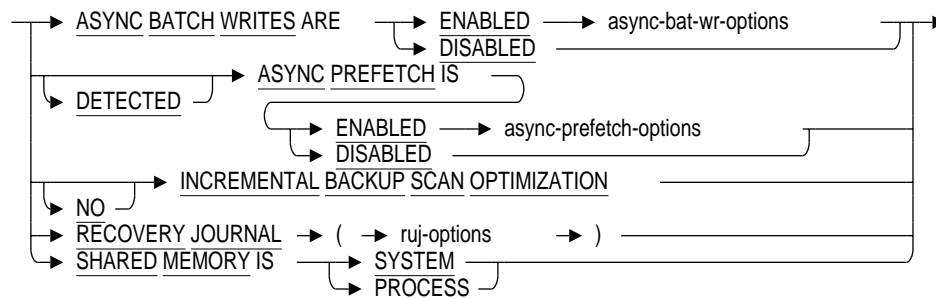 ASYNC BATCH WRITES ARE ENABLED async-bat-wr-options
DISABLED
ASYNC PREFETCH IS
DETECTED
ENABLED async-prefetch-options
DISABLED
INCREMENTAL BACKUP SCAN OPTIMIZATION
NO
RECOVERY JOURNAL ( ruj-options )
SHARED MEMORY IS SYSTEM
PROCESS